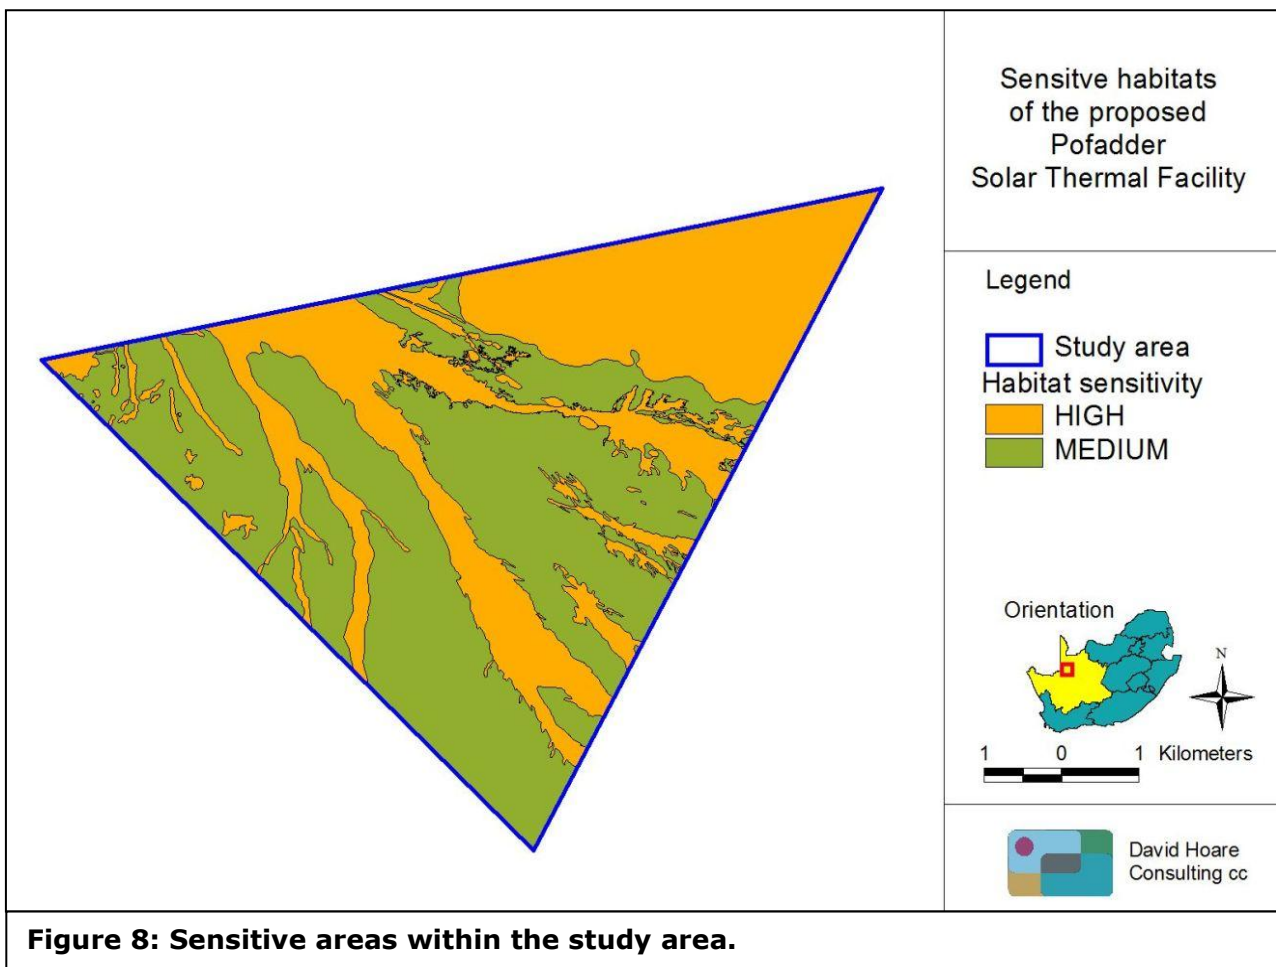 Sensitve habitats
of the proposed
Pofadder
Solar Thermal Facility
Legend
Study area
Habitat sensitivity
HIGH
MEDIUM
Orientation
N
1 0 1 Kilometers
David Hoare
Consulting cc
Figure 8: Sensitive areas within the study area.